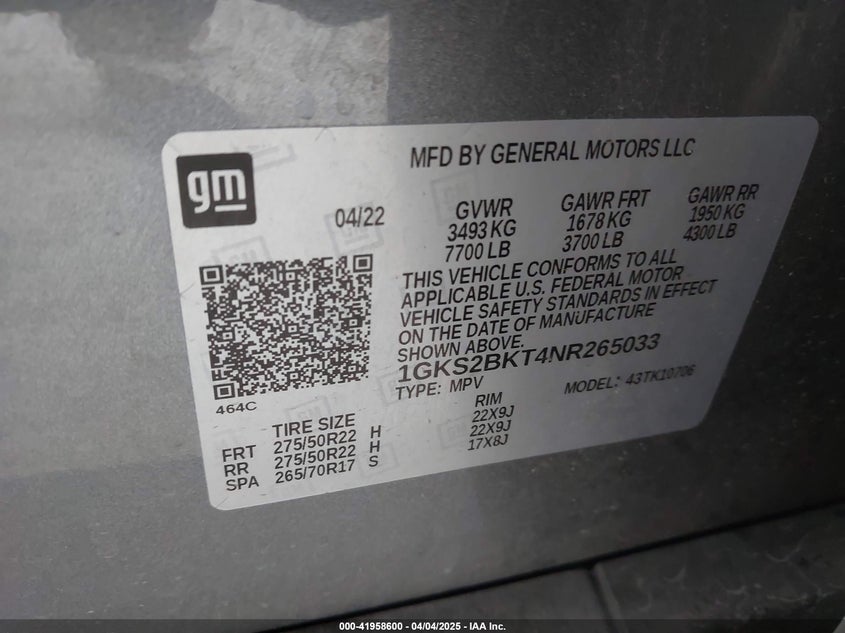 gm
MFD BY GENERAL MOTORS LLC
04/22
GVWR GAWR FRT GAWR RR
3493 KG 1678 KG 1950 KG
7700 LB 3700 LB 4300 LB
THIS VEHICLE CONFORMS TO ALL
APPLICABLE U.S. FEDERAL MOTOR
VEHICLE SAFETY STANDARDS IN EFFECT
ON THE DATE OF MANUFACTURE
SHOWN ABOVE.
1GKS2BKT4NR265033
TYPE: MPV MODEL: 43TK10706
464C
TIRE SIZE RIM
FRT 275/50R22 H 22X9J
RR 275/50R22 H 22X9J
SPA 265/70R17 S 17X8J
000-41958600 - 04/04/2025 - IAA Inc.